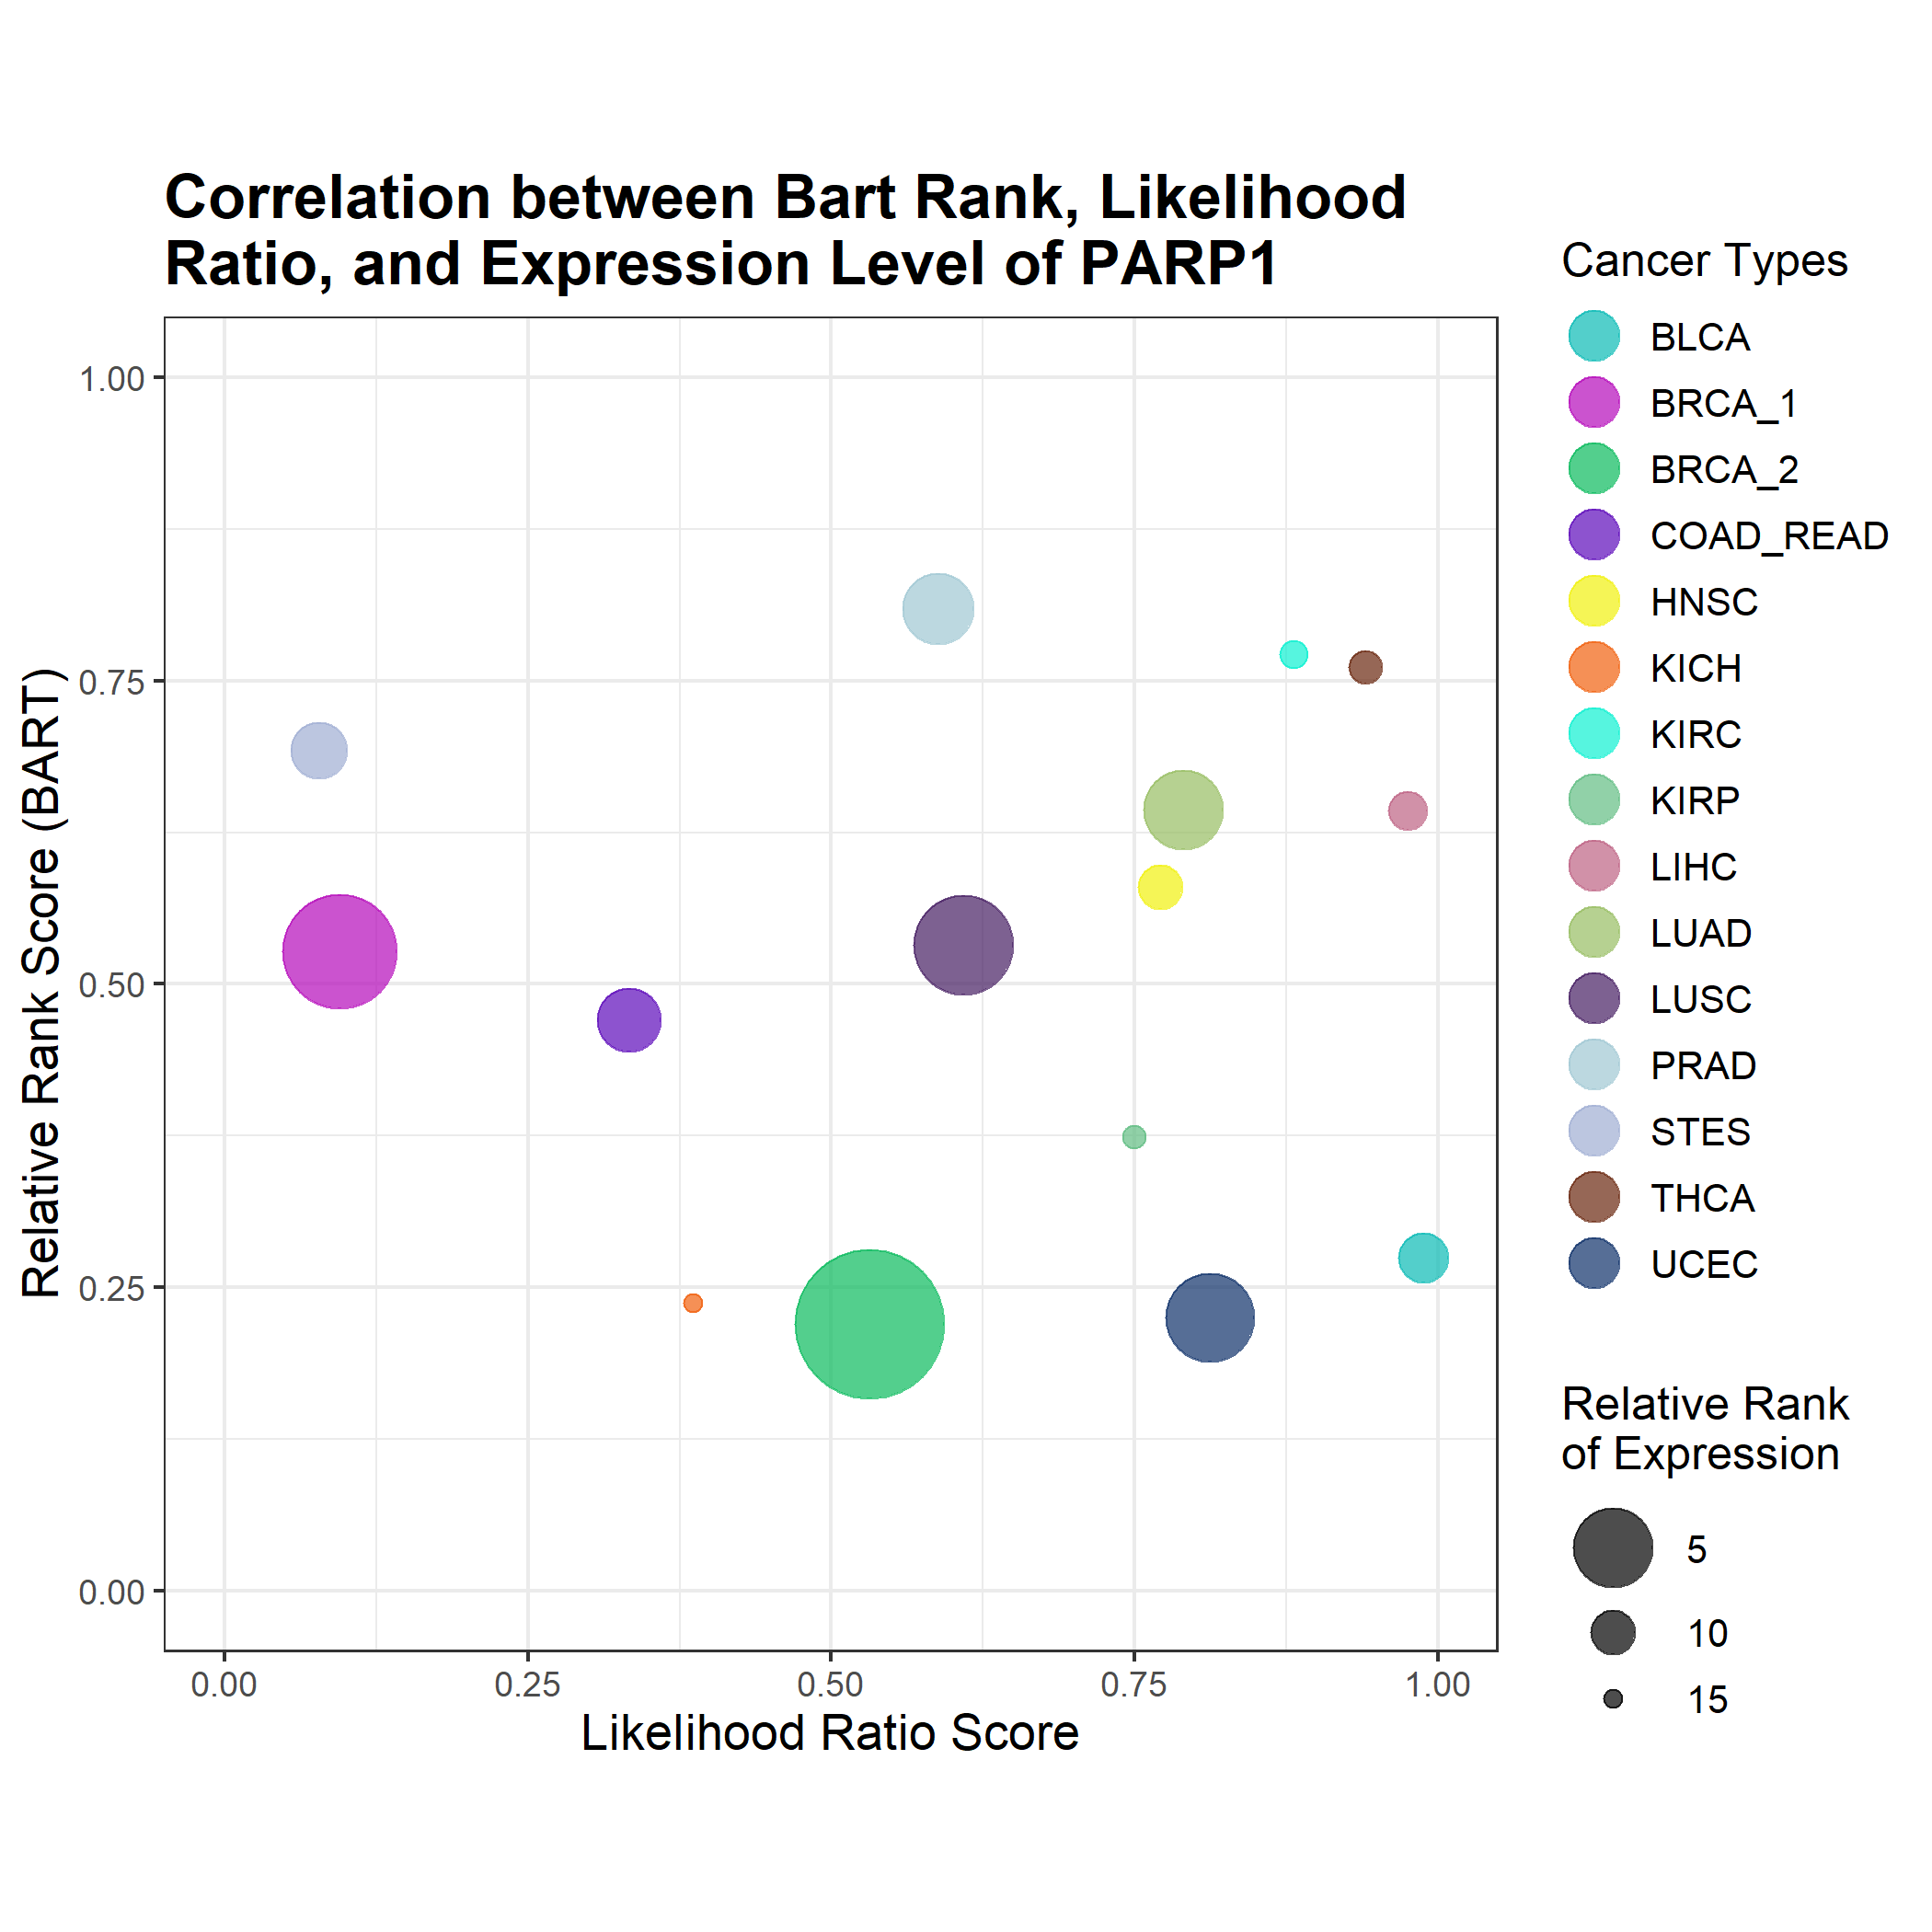 Correlation between Bart Rank, Likelihood
Ratio, and Expression Level of PARP1
Relative Rank Score (BART)
1.00
0.75
0.50
0.25
0.00
0.00
0.25
0.50
0.75
1.00
Likelihood Ratio Score
Cancer Types
BLCA
BRCA_1
BRCA_2
COAD_READ
HNSC
KICH
KIRC
KIRP
LIHC
LUAD
LUSC
PRAD
STES
THCA
UCEC
Relative Rank
of Expression
5
10
15